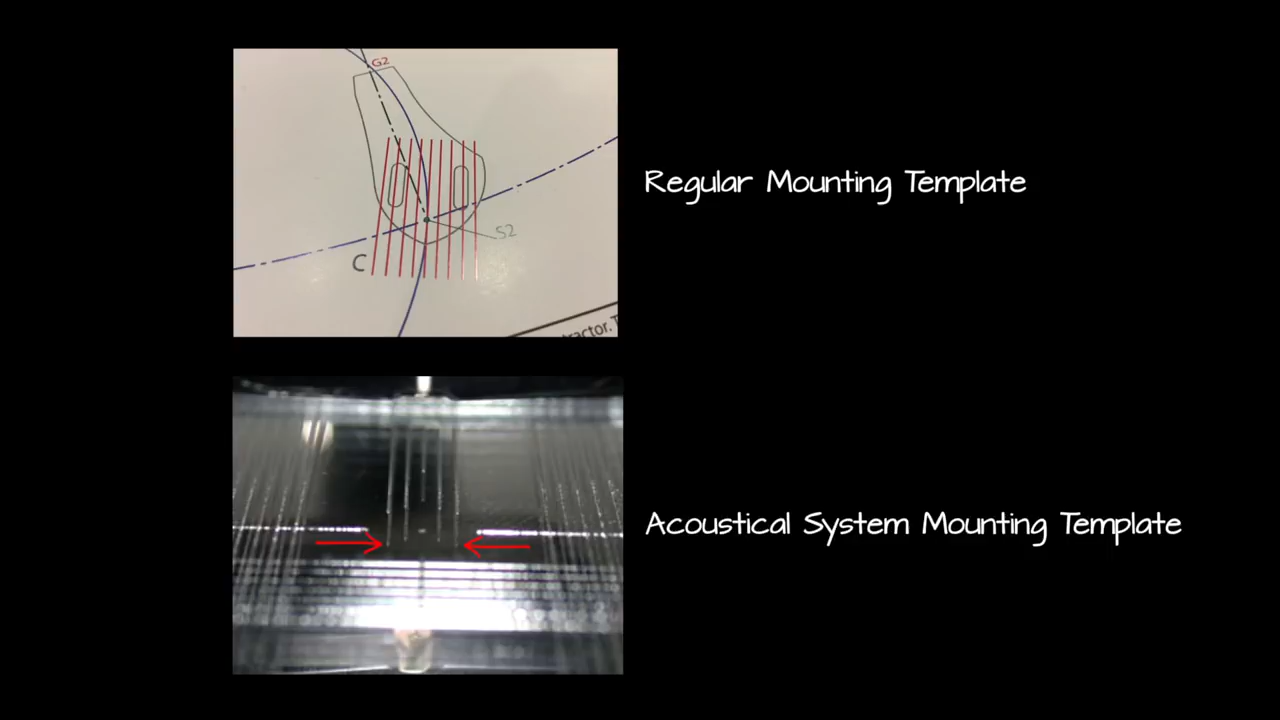 G2
Regular Mounting Template
S2
C
Acoustical System Mounting Template